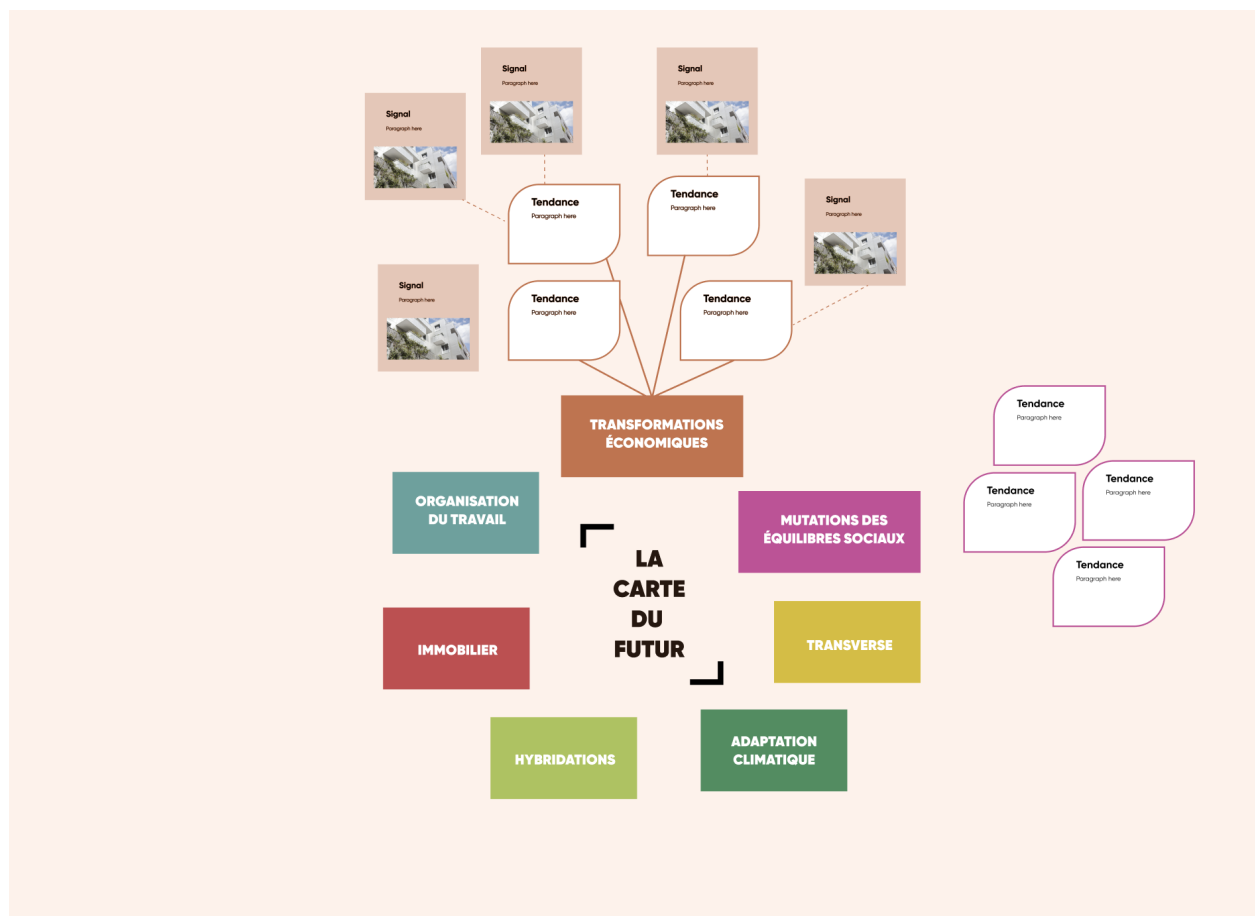 Signal
Paragraph here
Signal
Paragraph here
Signal
Paragraph here
Signal
Paragraph here
Signal
Paragraph here
Tendance
Paragraph here
Tendance
Paragraph here
Tendance
Paragraph here
Tendance
Paragraph here
TRANSFORMATIONS
ÉCONOMIQUES
ORGANISATION
DU TRAVAIL
MUTATIONS DES
ÉQUILIBRES SOCIAUX
Tendance
Paragraph here
Tendance
Paragraph here
Tendance
Paragraph here
Tendance
Paragraph here
LA
CARTE
DU
FUTUR
IMMOBILIER
TRANSVERSE
HYBRIDATIONS
ADAPTATION
CLIMATIQUE